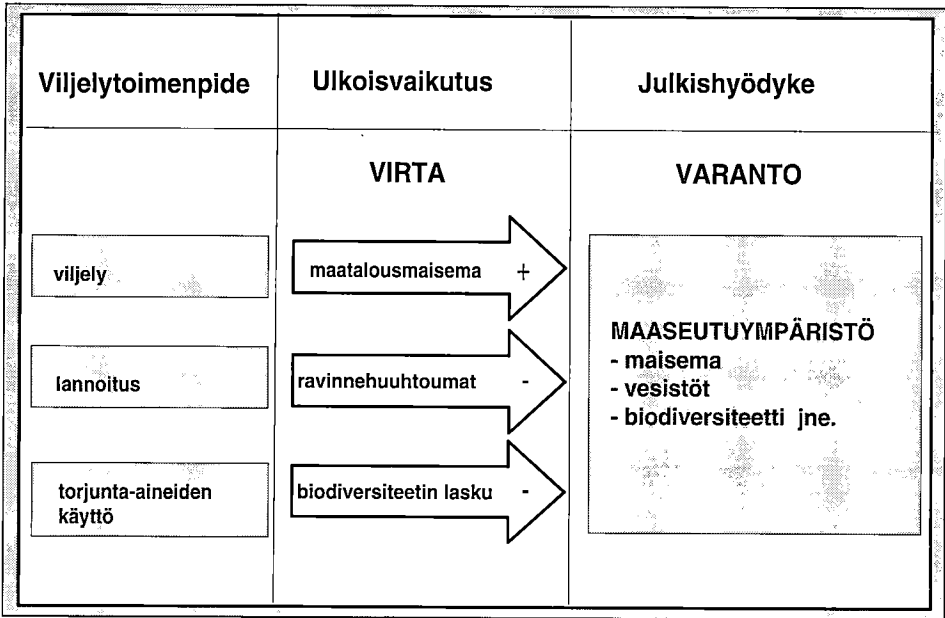 Viljelytoimenpide
Ulkoisvaikutus
Julkishyödyke
VIRTA
VARANTO
viljely
maatalousmaisema +
lannoitus
ravinnehuuhtoumat -
torjunta-aineiden
käyttö
biodiversiteetin lasku -
MAASEUTUYMPÄRISTÖ
- maisema
- vesistöt
- biodiversiteetti jne.